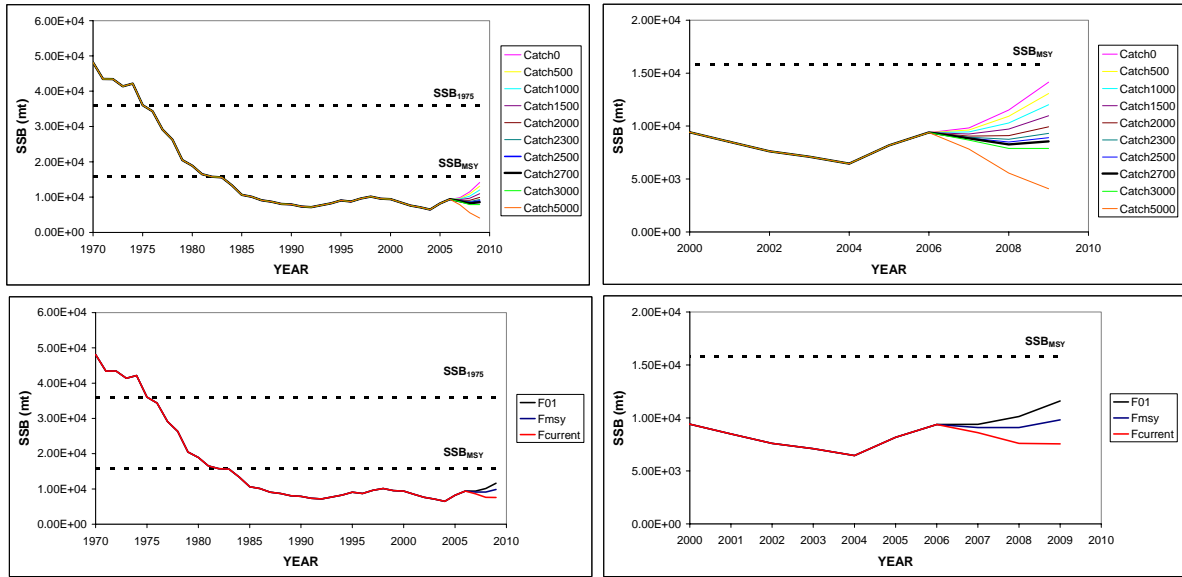 6.00E+04
5.00E+04
4.00E+04
3.00E+04
2.00E+04
1.00E+04
0.00E+00
SSB (mt)
1970 1975 1980 1985 1990 1995 2000 2005 2010
YEAR
SSB1975
SSBMSY
Catch0
Catch500
Catch1000
Catch1500
Catch2000
Catch2300
Catch2500
Catch2700
Catch3000
Catch5000
2.00E+04
1.50E+04
1.00E+04
5.00E+03
0.00E+00
SSB (mt)
2000 2002 2004 2006 2008 2010
YEAR
SSBMSY
Catch0
Catch500
Catch1000
Catch1500
Catch2000
Catch2300
Catch2500
Catch2700
Catch3000
Catch5000
6.00E+04
5.00E+04
4.00E+04
3.00E+04
2.00E+04
1.00E+04
0.00E+00
SSB (mt)
1970 1975 1980 1985 1990 1995 2000 2005 2010
YEAR
SSB1975
SSBMSY
F01
Fmsy
Fcurrent
2.00E+04
1.50E+04
1.00E+04
5.00E+03
0.00E+00
SSB (mt)
2000 2001 2002 2003 2004 2005 2006 2007 2008 2009 2010
YEAR
SSBMSY
F01
Fmsy
Fcurrent